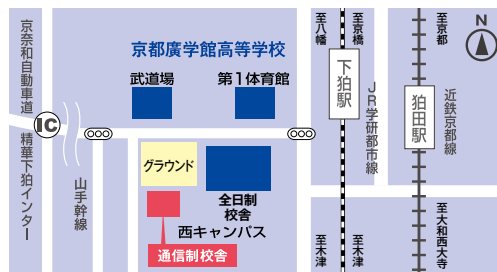 京都廣学館高等学校
武道場
第1体育館
グラウンド
全日制
校舎
西キャンパス
通信制校舎
京奈和自動車道
IC
精華下狛インター
山手幹線
至八幡
至京橋
下狛駅
JR学研都市線
至木津
至木津
至京都
狛田駅
近鉄京都線
至大和西大寺
N